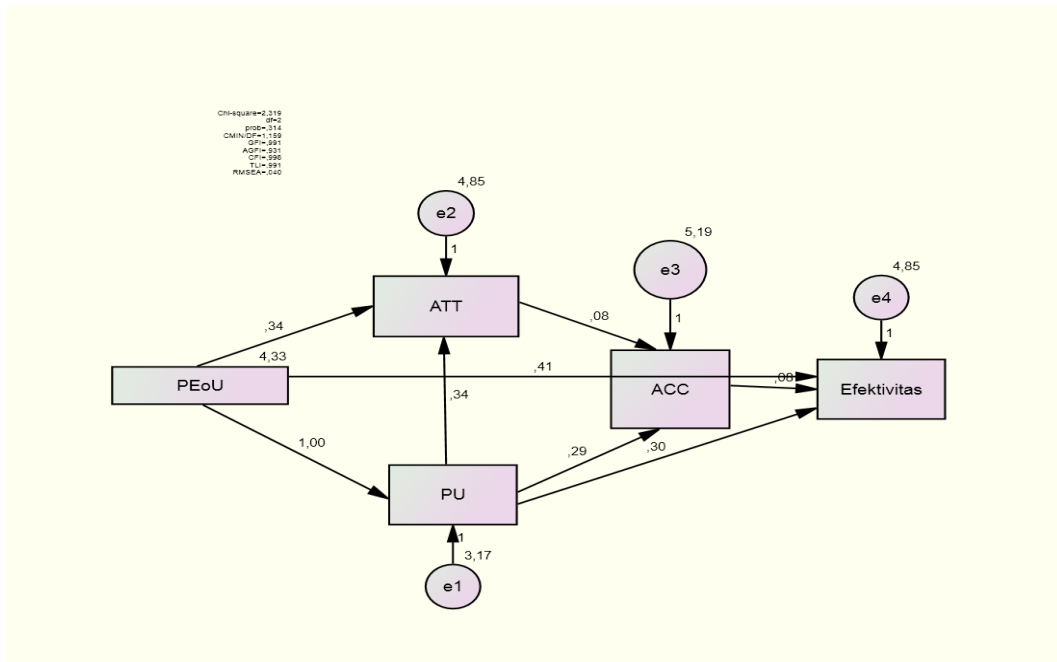 Chi-square=2,319
df=2
prob=,314
CMIN/DF=1,159
GFI=,991
AGFI=,931
CFI=,998
TLI=,991
RMSEA=,040
4,85
e2
1
5,19
e3
1
4,85
e4
1
ATT
,34
,08
4,33
PEoU
,41
ACC
,08
Efektivitas
,34
1,00
,29
,30
PU
1
3,17
e1